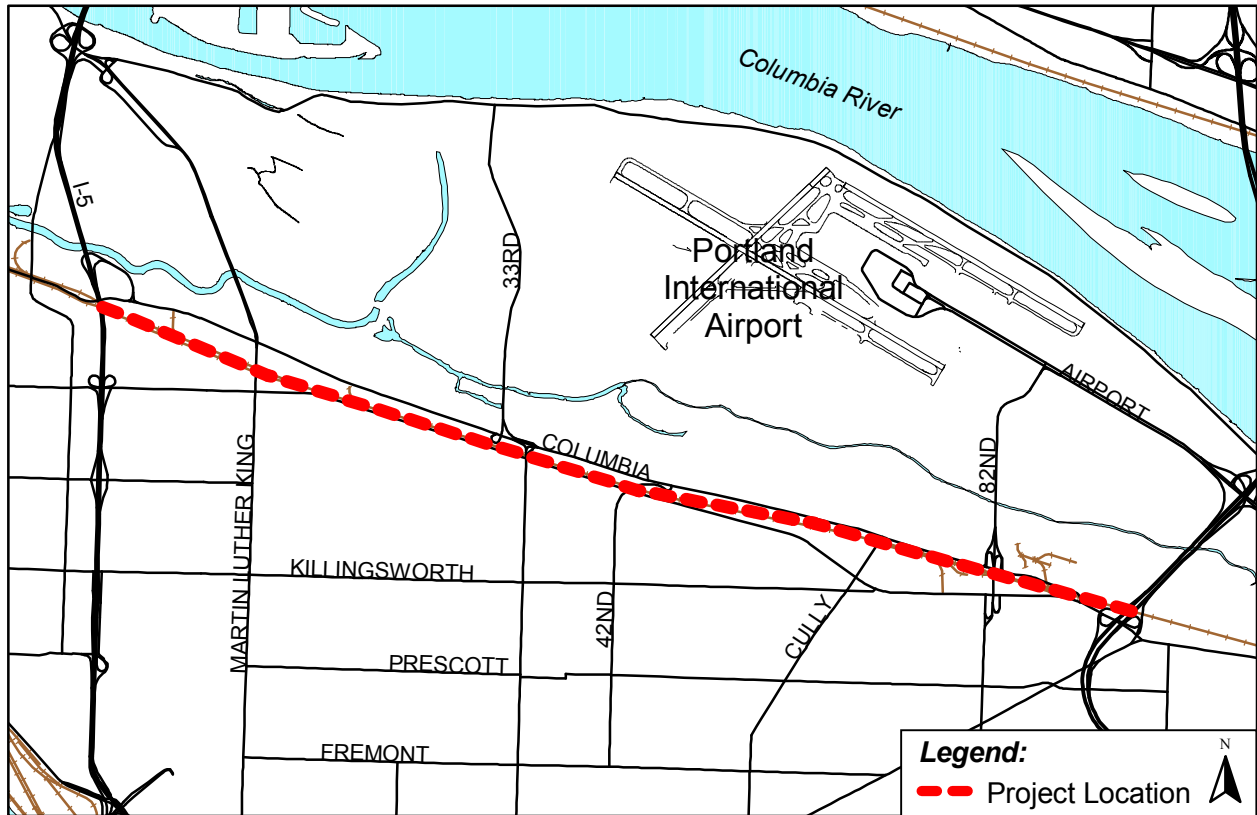 Columbia River
I-5
33RD
Portland
International
Airport
AIRPORT
COLUMBIA
82ND
MARTIN LUTHER KING
KILLINGSWORTH
42ND
CULLY
PRESCOTT
FREMONT
Legend:
N
Project Location